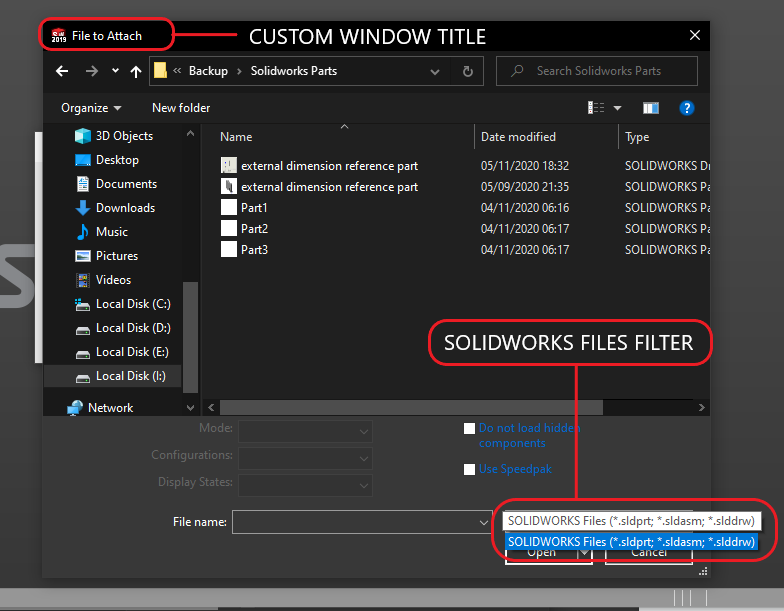 2019 File to Attach CUSTOM WINDOW TITLE
« Backup › Solidworks Parts Search Solidworks Parts
Organize New folder ?
Name Date modified Type
3D Objects
Desktop
Documents
Downloads
Music
Pictures
Videos
Local Disk (C:)
Local Disk (D:)
Local Disk (E:)
Local Disk (I:)
Network
external dimension reference part 05/11/2020 18:32 SOLIDWORKS Dr
external dimension reference part 05/09/2020 21:35 SOLIDWORKS Pa
Part1 04/11/2020 06:16 SOLIDWORKS Pa
Part2 04/11/2020 06:17 SOLIDWORKS Pa
Part3 04/11/2020 06:17 SOLIDWORKS Pa
SOLIDWORKS FILES FILTER
Mode:
Configurations:
Display States:
Do not load hidden
components
Use Speedpak
File name:
SOLIDWORKS Files (*.sldprt; *.sldasm; *.slddrw)
SOLIDWORKS Files (*.sldprt; *.sldasm; *.slddrw)
Open Cancel